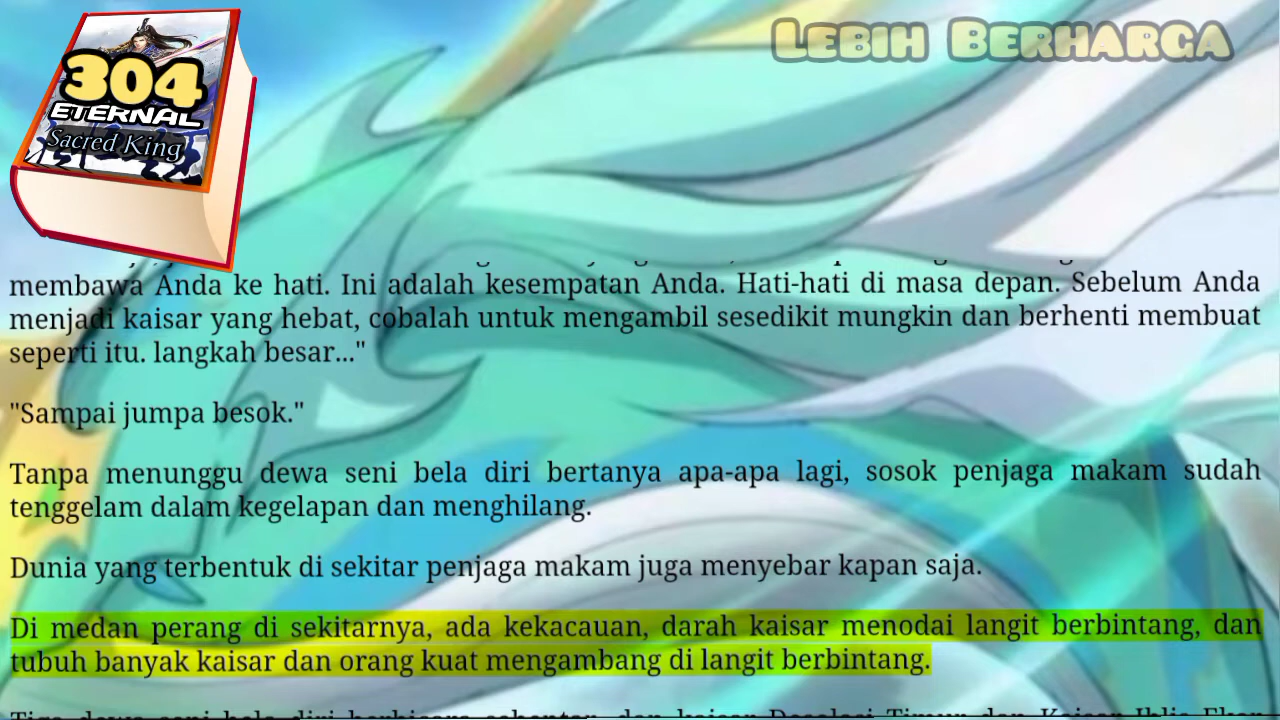 304
ETERNAL
Sacred King
LEBIH BERHARGA
membawa Anda ke hati. Ini adalah kesempatan Anda. Hati-hati di masa depan. Sebelum Anda
menjadi kaisar yang hebat, cobalah untuk mengambil sesedikit mungkin dan berhenti membuat
seperti itu. langkah besar..."
"Sampai jumpa besok."
Tanpa menunggu dewa seni bela diri bertanya apa-apa lagi, sosok penjaga makam sudah
tenggelam dalam kegelapan dan menghilang.
Dunia yang terbentuk di sekitar penjaga makam juga menyebar kapan saja.
Di medan perang di sekitarnya, ada kekacauan, darah kaisar menodai langit berbintang, dan
tubuh banyak kaisar dan orang kuat mengambang di langit berbintang.